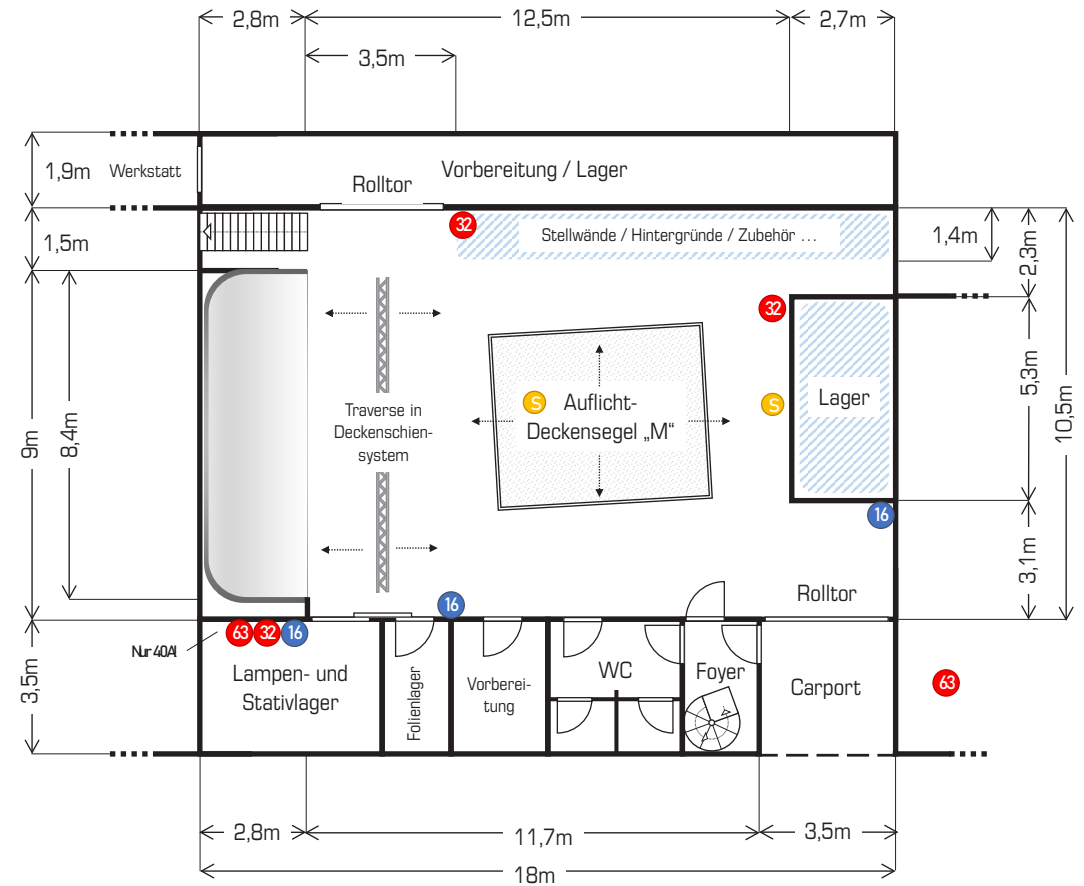 2,8m
12,5m
2,7m
3,5m
1,9m
Werkstatt
Vorbereitung / Lager
Rolltor
1,5m
32
Stellwände / Hintergründe / Zubehör ...
1,4m
2,3m
32
9m
8,4m
Traverse in
Deckenschien-
system
S
Auflicht-
Deckensegel „M“
S
Lager
5,3m
10,5m
16
3,1m
Rolltor
16
63
32
16
Nur 40A!
3,5m
Lampen- und
Stativlager
Folienlager
Vorberei-
tung
WC
Foyer
Carport
63
2,8m
11,7m
3,5m
18m